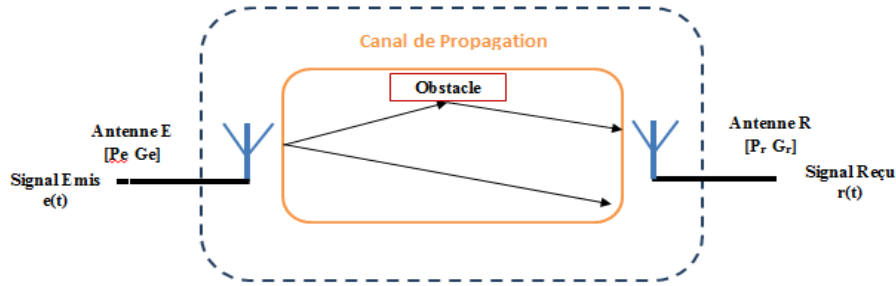 Canal de Propagation
Obstacle
Antenne E
[Pe Ge]
Signal Emis
e(t)
Antenne R
[Pr Gr]
Signal Reçu
r(t)